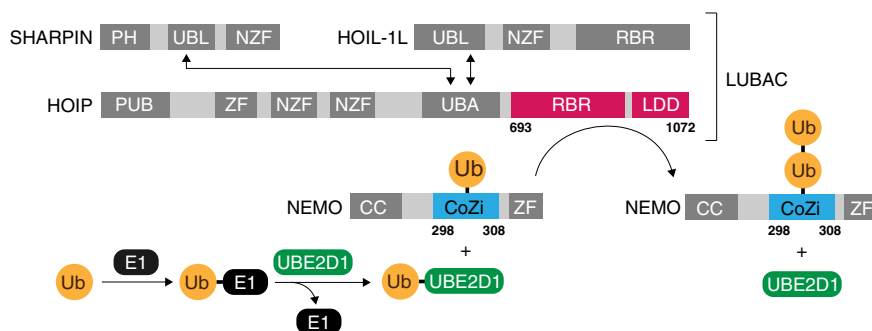 SHARPIN PH UBL NZF HOIL-1L UBL NZF RBR
LUBAC
HOIP PUB ZF NZF NZF UBA RBR LDD
693 1072
Ub
Ub
Ub
NEMO CC CoZi ZF NEMO CC CoZi ZF
298 308 298 308
+ +
E1 UBE2D1
Ub Ub E1 Ub UBE2D1 UBE2D1
E1